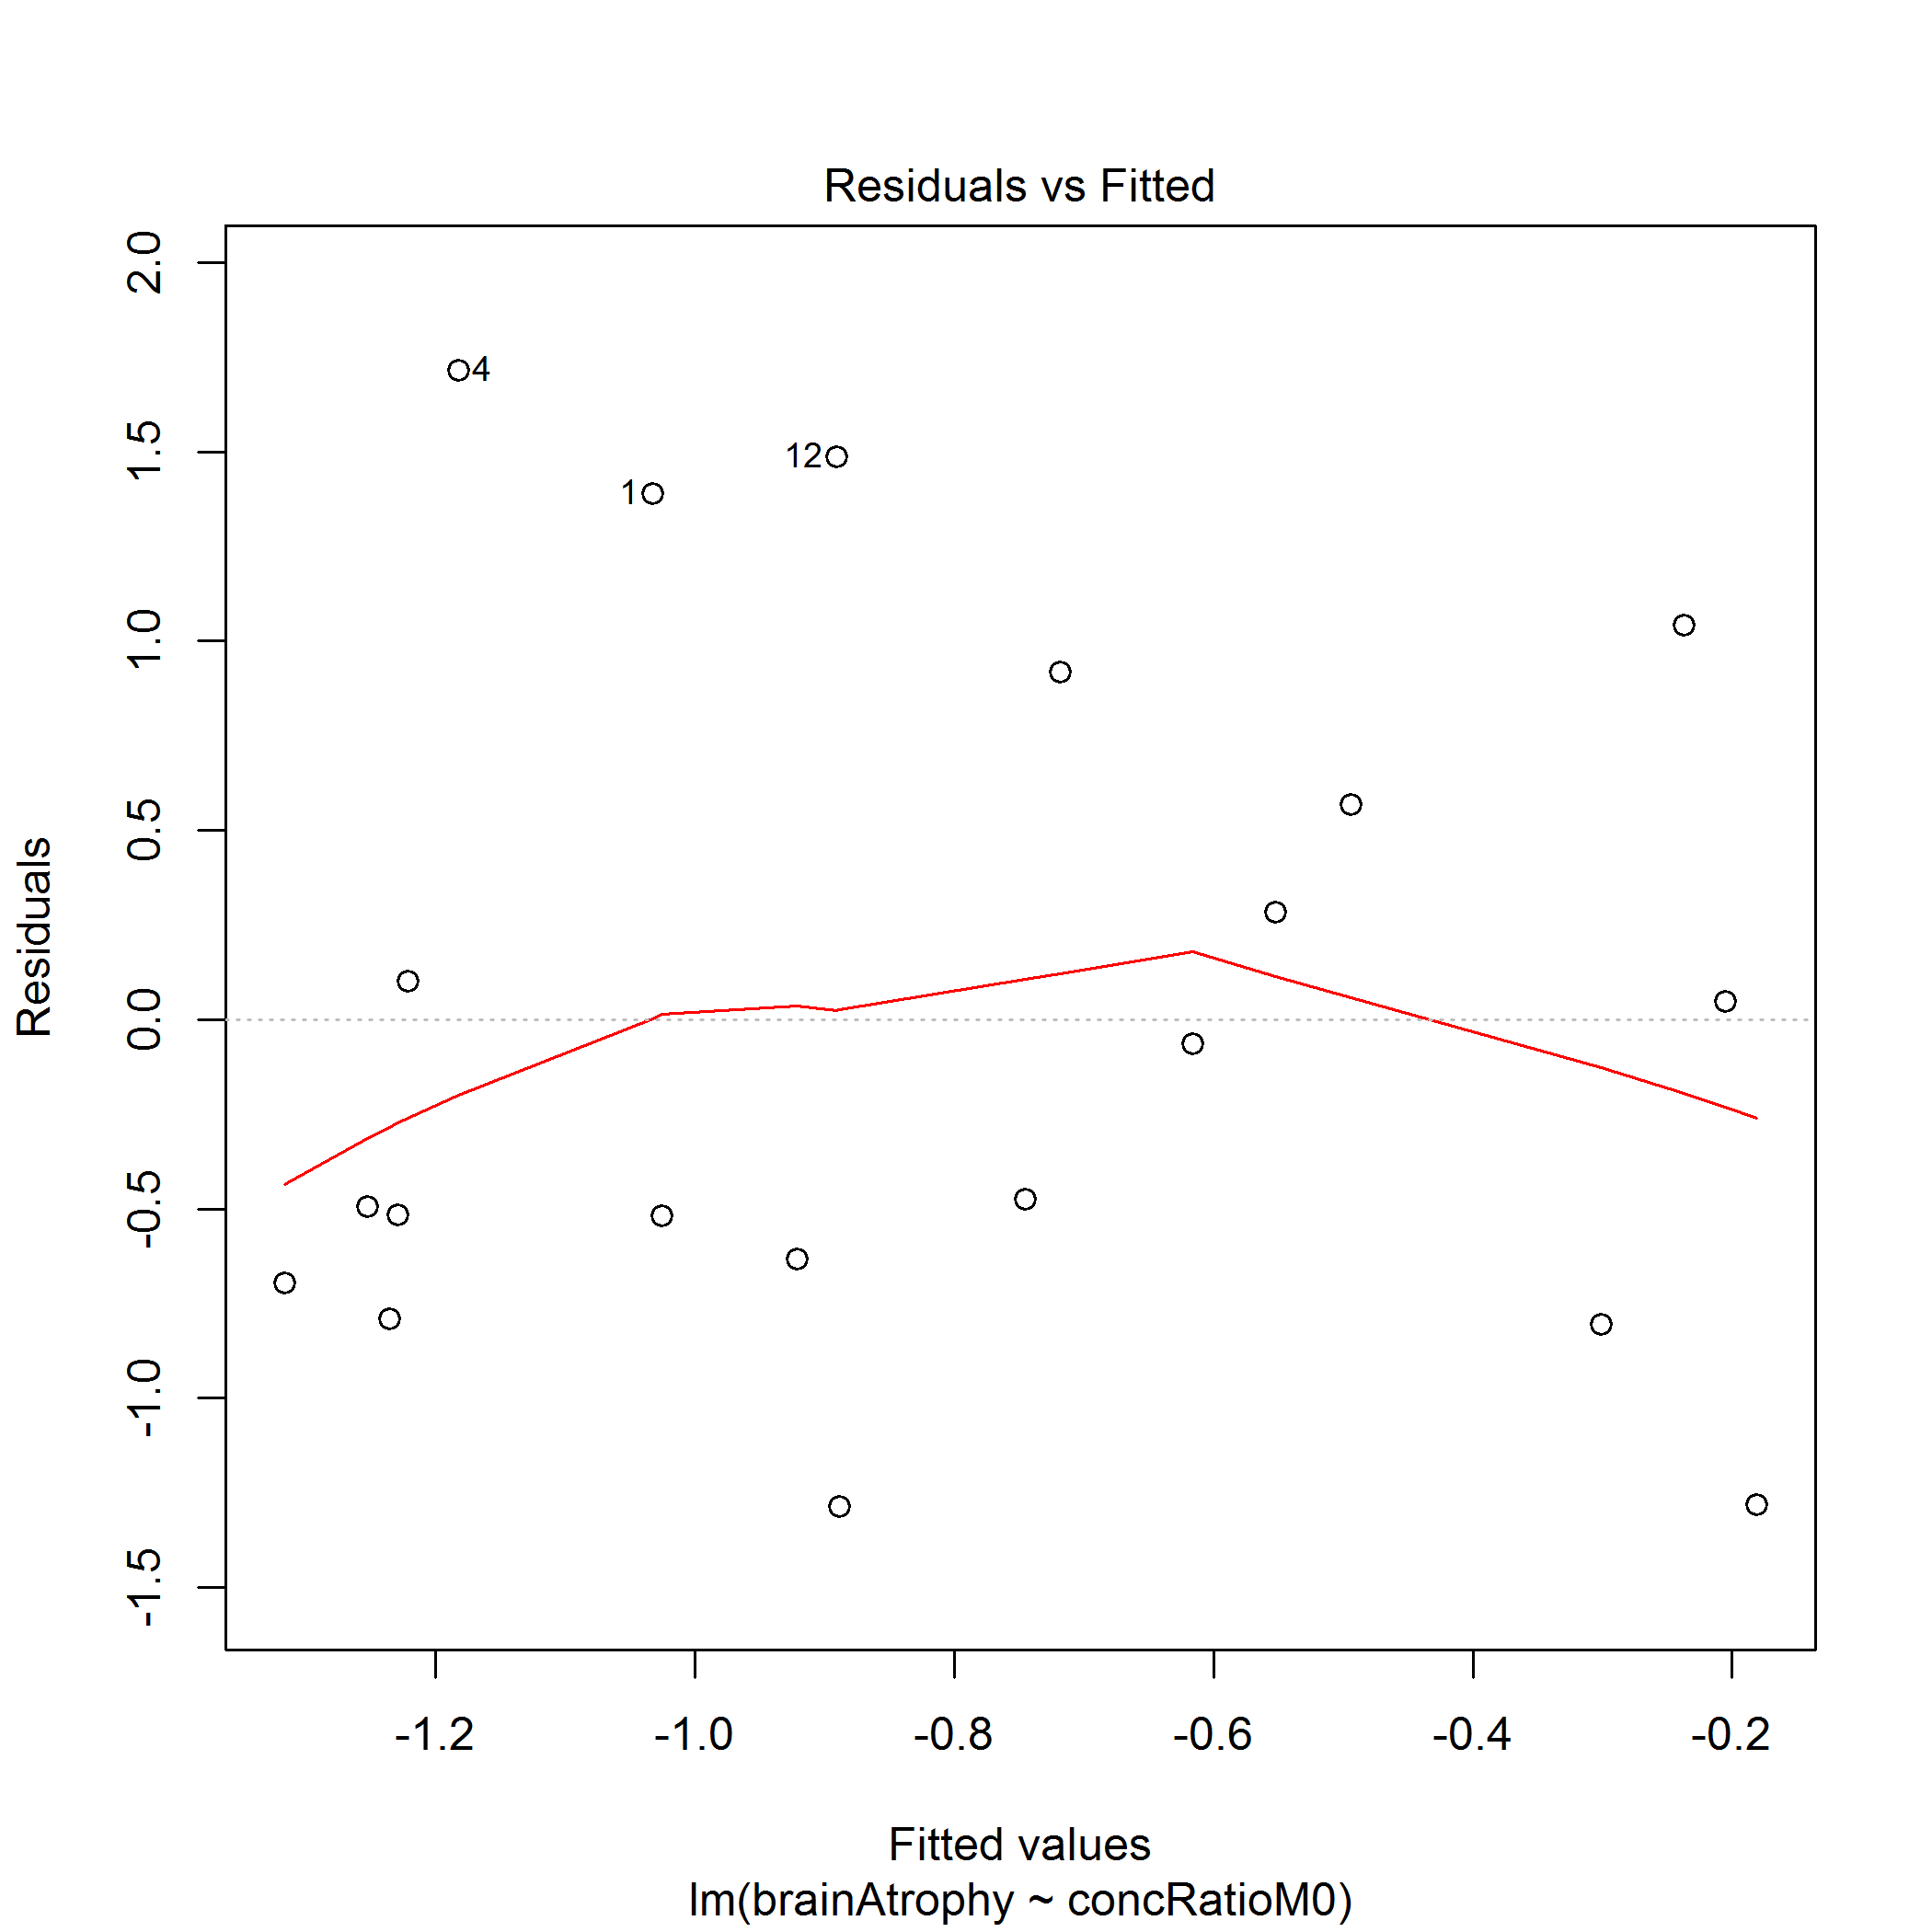 Residuals vs Fitted
2.0
1.5
1.0
0.5
0.0
-0.5
-1.0
-1.5
Residuals
4
12
1
-1.2 -1.0 -0.8 -0.6 -0.4 -0.2
Fitted values
lm(brainAtrophy ~ concRatioM0)